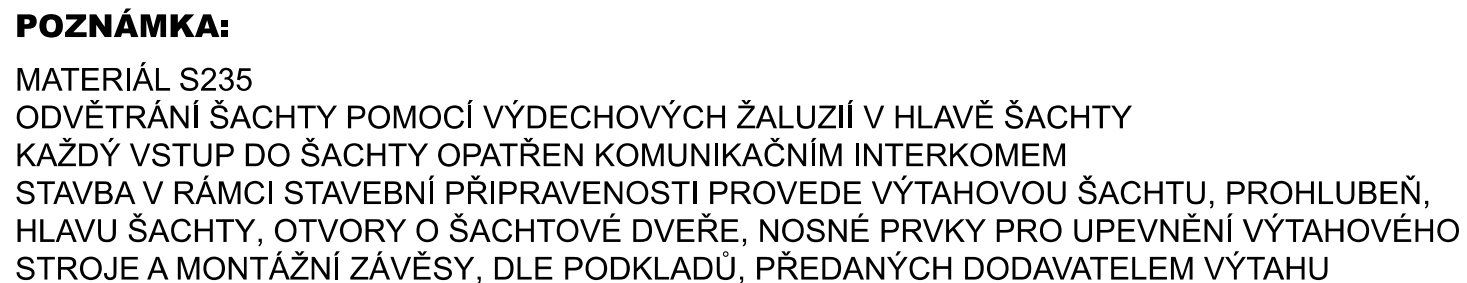 POZNÁMKA:
MATERIÁL S235
ODVĚTRÁNÍ ŠACHTY POMOCÍ VÝDECHOVÝCH ŽALUZIÍ V HLAVĚ ŠACHTY
KAŽDÝ VSTUP DO ŠACHTY OPATŘEN KOMUNIKAČNÍM INTERKOMEM
STAVBA V RÁMCI STAVEBNÍ PŘIPRAVENOSTI PROVEDE VÝTAHOVOU ŠACHTU, PROHLUBEŇ,
HLAVU ŠACHTY, OTVORY O ŠACHTOVÉ DVEŘE, NOSNÉ PRVKY PRO UPEVNĚNÍ VÝTAHOVÉHO
STROJE A MONTÁŽNÍ ZÁVĚSY, DLE PODKLADŮ, PŘEDANÝCH DODAVATELEM VÝTAHU